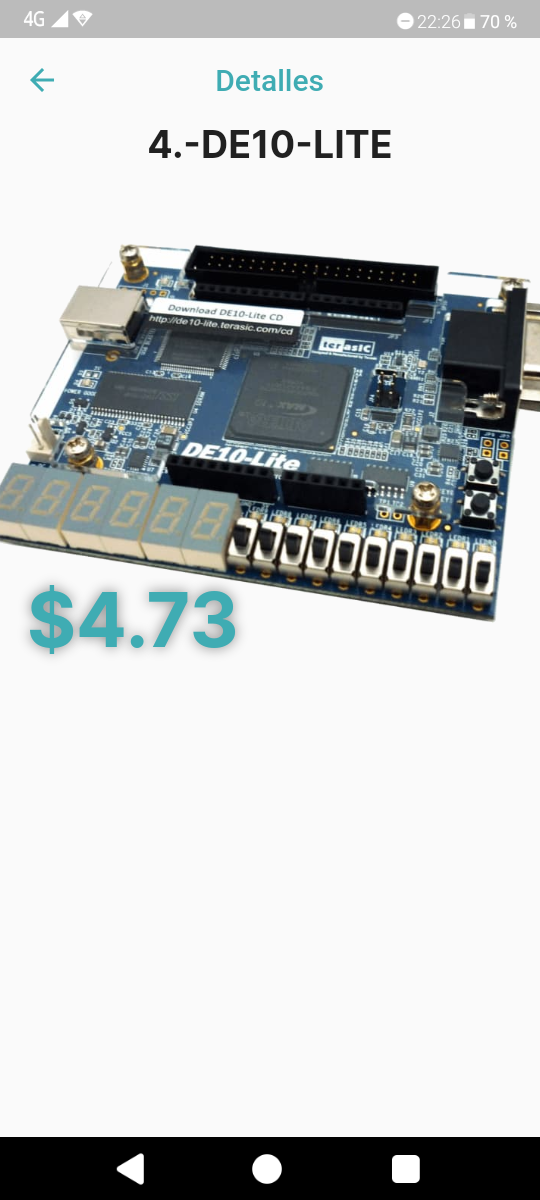 4G 22:26 70 %
Detalles
4.-DE10-LITE
Download DE10-Lite CD
http://de10-lite.terasic.com/cd
terasic
DE10-Lite
$4.73